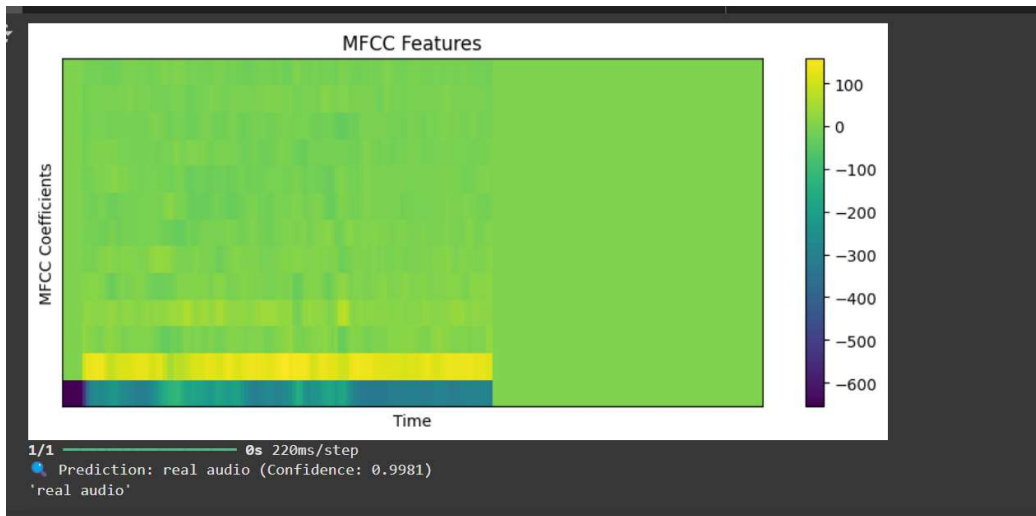 MFCC Features
MFCC Coefficients
100
0
−100
−200
−300
−400
−500
−600
Time
1/1 ━━━━━━━━━━━━━━━━━━━━ 0s 220ms/step
🔍 Prediction: real audio (Confidence: 0.9981)
'real audio'